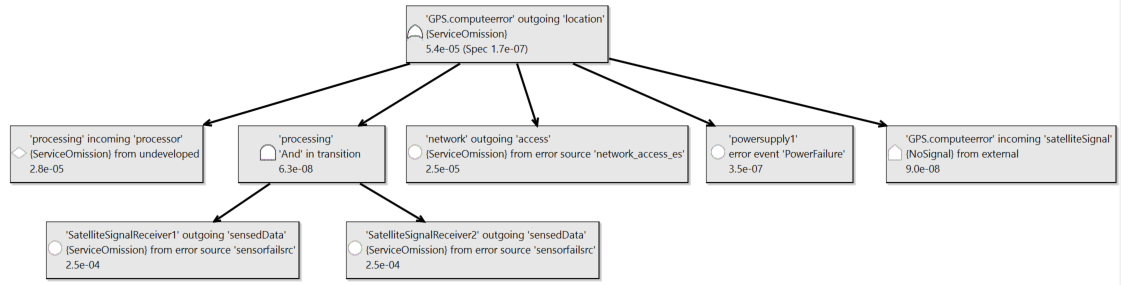 'GPS.computeerror' outgoing 'location'
{ServiceOmission}
5.4e-05 (Spec 1.7e-07)
'processing' incoming 'processor'
{ServiceOmission} from undeveloped
2.8e-05
'processing'
'And' in transition
6.3e-08
'network' outgoing 'access'
{ServiceOmission} from error source 'network_access_es'
2.5e-05
'powersupply1'
error event 'PowerFailure'
3.5e-07
'GPS.computeerror' incoming 'satelliteSignal'
{NoSignal} from external
9.0e-08
'SatelliteSignalReceiver1' outgoing 'sensedData'
{ServiceOmission} from error source 'sensorfailsrc'
2.5e-04
'SatelliteSignalReceiver2' outgoing 'sensedData'
{ServiceOmission} from error source 'sensorfailsrc'
2.5e-04